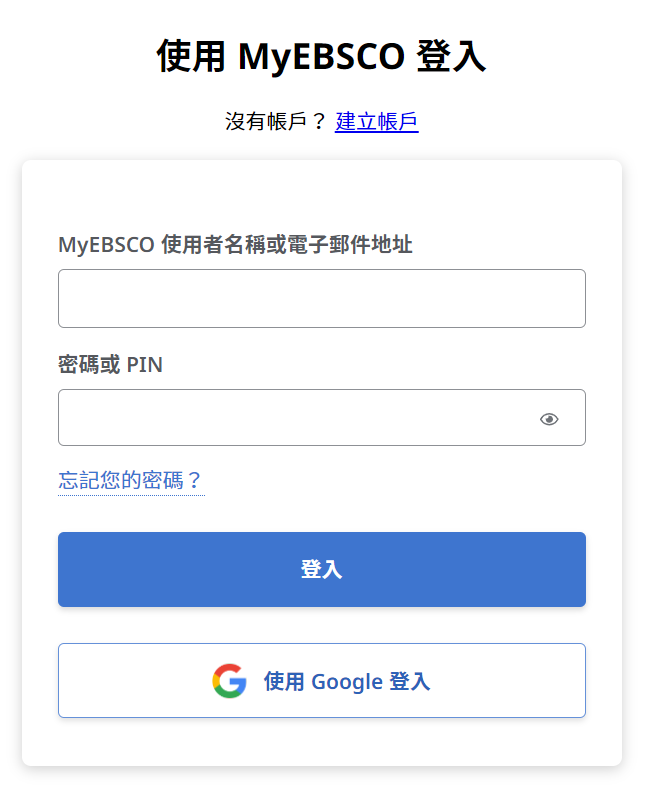 使用 MyEBSCO 登入
沒有帳戶？ 建立帳戶
MyEBSCO 使用者名稱或電子郵件地址
密碼或 PIN
忘記您的密碼？
登入
使用 Google 登入